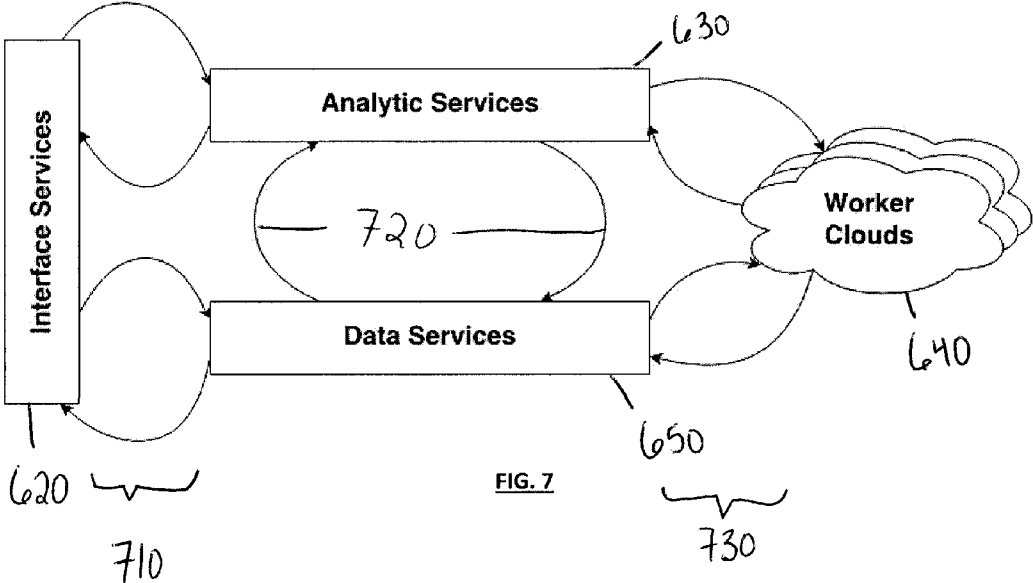 630
Analytic Services
Interface Services
Worker
Clouds
720
Data Services
640
650
620
FIG. 7
710
730